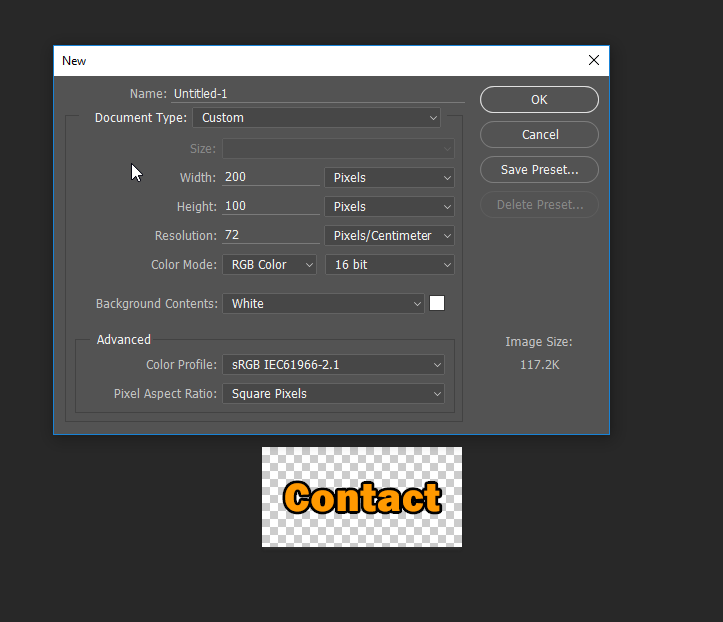 New
Name: Untitled-1
OK
Document Type: Custom
Cancel
Size:
Save Preset...
Width: 200 Pixels
Height: 100 Pixels
Delete Preset...
Resolution: 72 Pixels/Centimeter
Color Mode: RGB Color 16 bit
Background Contents: White
Advanced
Image Size:
Color Profile: sRGB IEC61966-2.1
117.2K
Pixel Aspect Ratio: Square Pixels
Contact